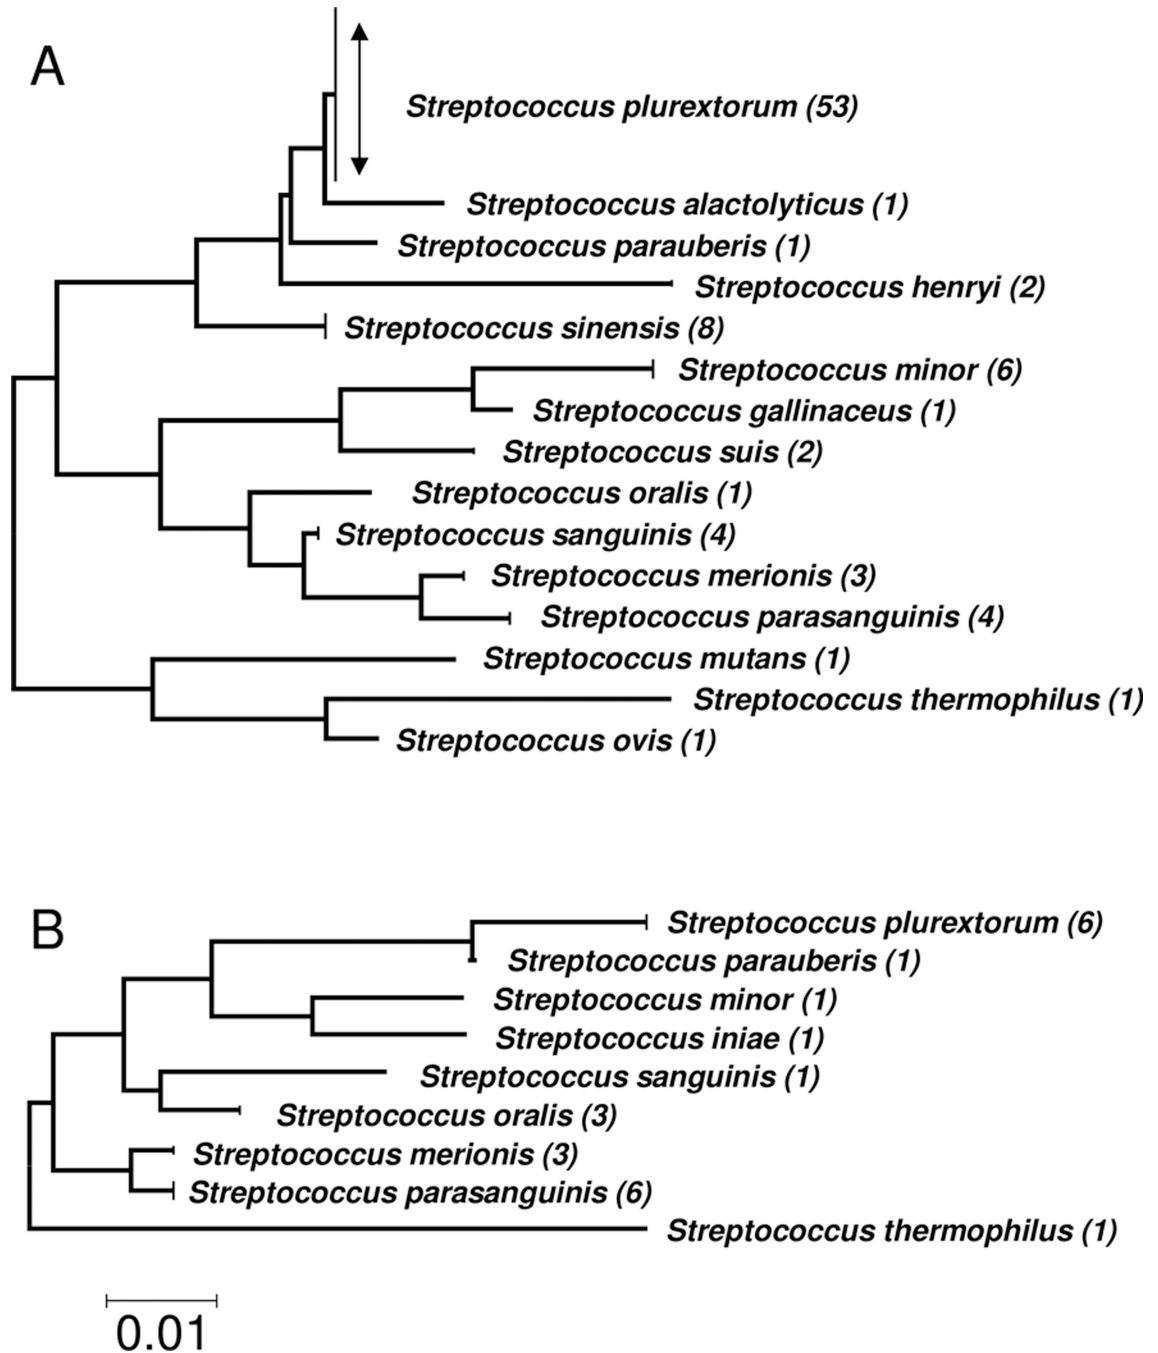 A
Streptococcus plurextorum (53)
Streptococcus alactolyticus (1)
Streptococcus parauberis (1)
Streptococcus henryi (2)
Streptococcus sinensis (8)
Streptococcus minor (6)
Streptococcus gallinaceus (1)
Streptococcus suis (2)
Streptococcus oralis (1)
Streptococcus sanguinis (4)
Streptococcus merionis (3)
Streptococcus parasanguinis (4)
Streptococcus mutans (1)
Streptococcus thermophilus (1)
Streptococcus ovis (1)
B
Streptococcus plurextorum (6)
Streptococcus parauberis (1)
Streptococcus minor (1)
Streptococcus iniae (1)
Streptococcus sanguinis (1)
Streptococcus oralis (3)
Streptococcus merionis (3)
Streptococcus parasanguinis (6)
Streptococcus thermophilus (1)
0.01